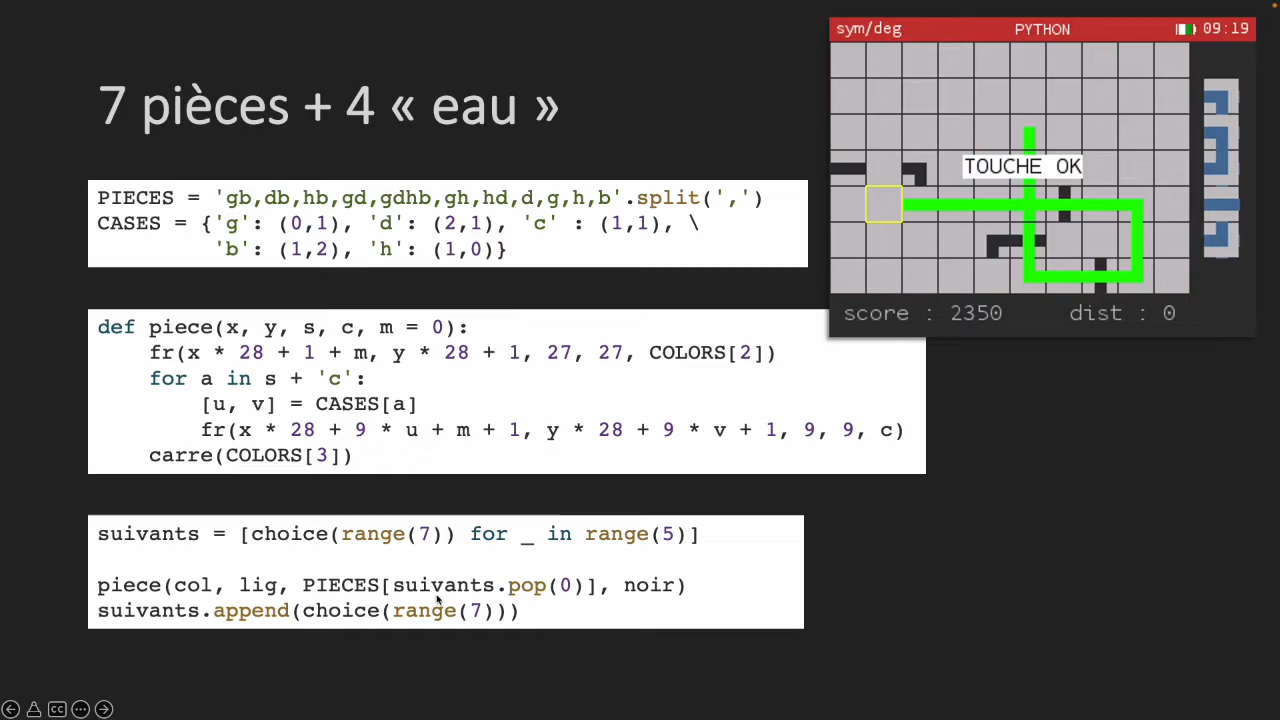 7 pièces + 4 « eau »
PIECES = 'gb,db,hb,gd,gdhb,gh,hd,d,g,h,b'.split(',')
CASES = {'g': (0,1), 'd': (2,1), 'c' : (1,1), \
'b': (1,2), 'h': (1,0)}
def piece(x, y, s, c, m = 0):
fr(x * 28 + 1 + m, y * 28 + 1, 27, 27, COLORS[2])
for a in s + 'c':
[u, v] = CASES[a]
fr(x * 28 + 9 * u + m + 1, y * 28 + 9 * v + 1, 9, 9, c)
carre(COLORS[3])
suivants = [choice(range(7)) for _ in range(5)]
piece(col, lig, PIECES[suivants.pop(0)], noir)
suivants.append(choice(range(7)))
sym/deg PYTHON 09:19
TOUCHE OK
score : 2350 dist : 0
CC